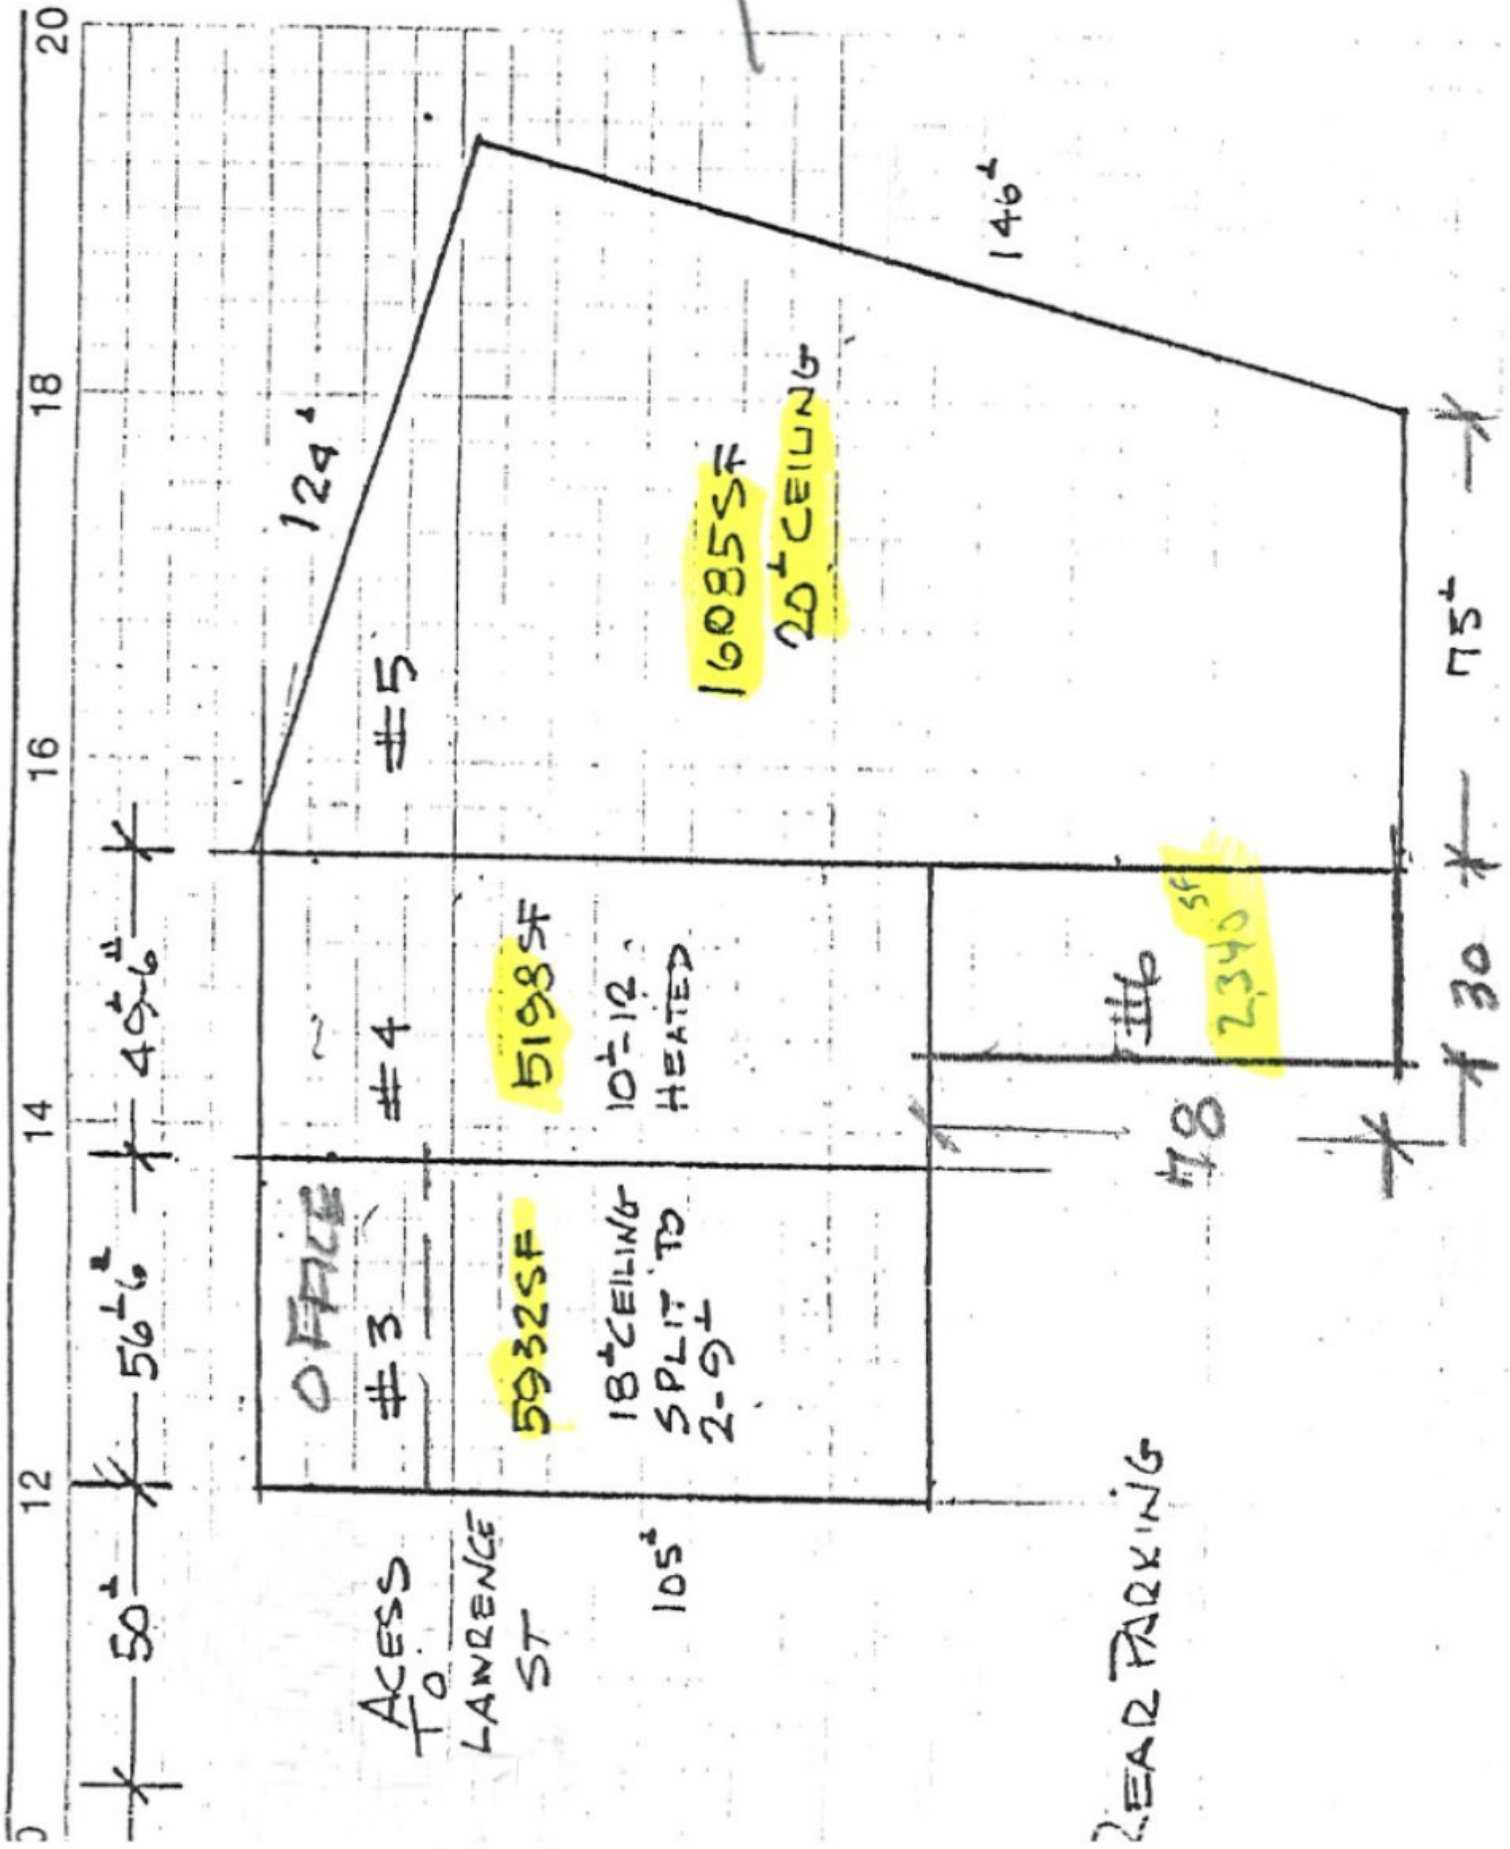 12
14
16
18
20
50±
56±6"
49±6"
OFFICE
#3
5932SF
18±CEILING
SPLIT TO
2-9±
#4
5198SF
10±-12
HEATED
124±
#5
16085SF
20±CEILING
146±
ACESS
TO
LAWRENCE
ST
105±
#6
2340 SF
78
30
75±
REAR PARKING